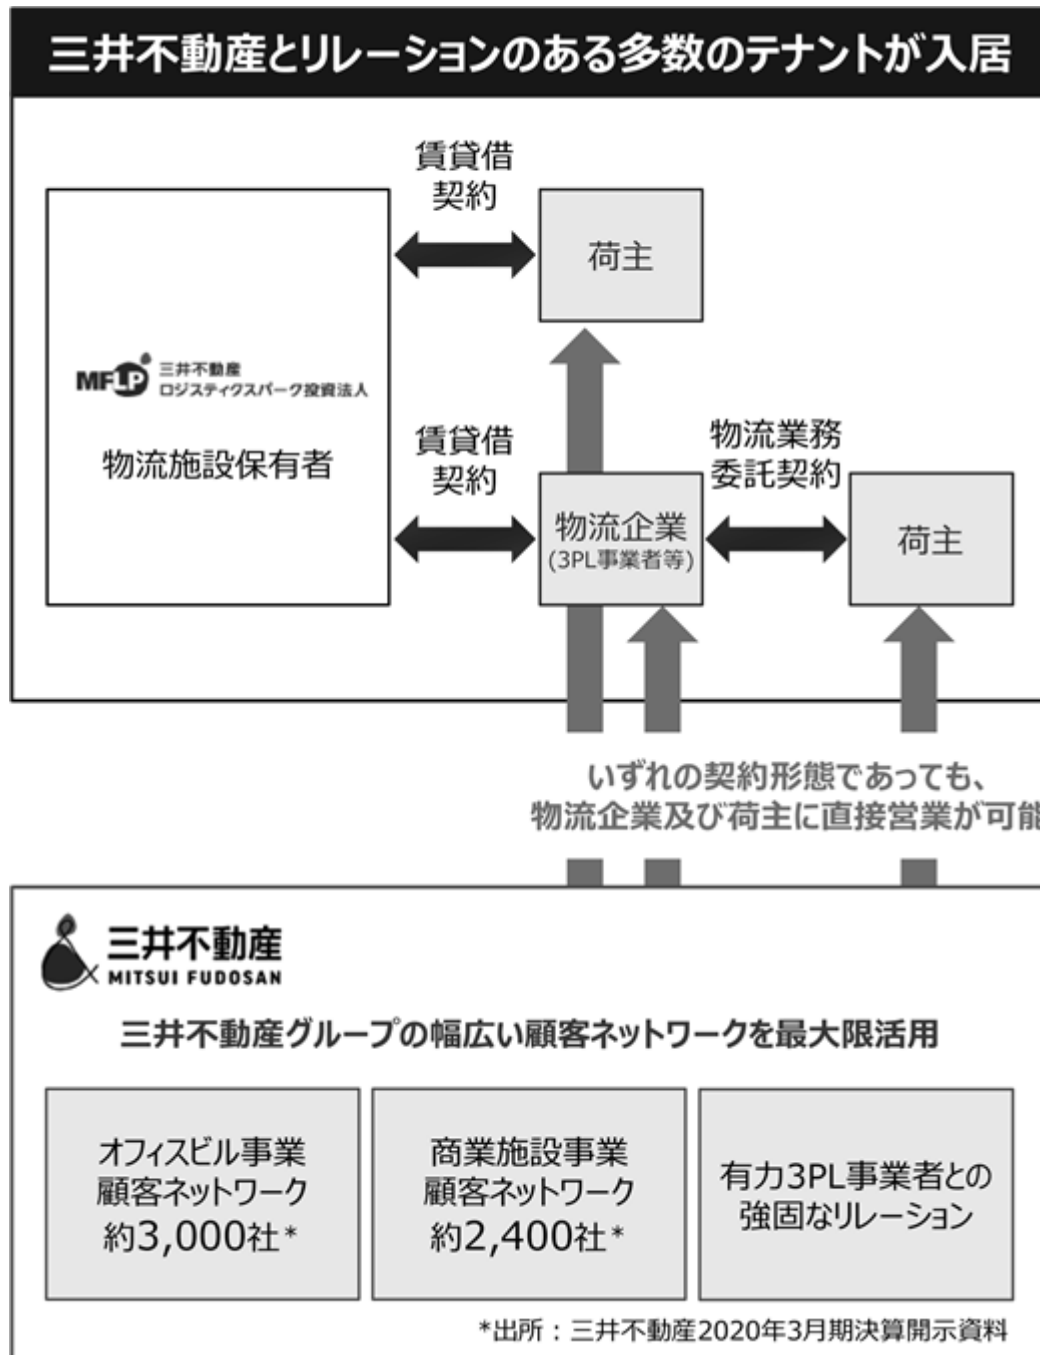 三井不動産とリレーションのある多数のテナントが入居
賃貸借
契約
荷主
MFLP 三井不動産
ロジスティクスパーク投資法人
物流施設保有者
賃貸借
契約
物流企業
(3PL事業者等)
物流業務
委託契約
荷主
いずれの契約形態であっても、
物流企業及び荷主に直接営業が可能
三井不動産
MITSUI FUDOSAN
三井不動産グループの幅広い顧客ネットワークを最大限活用
オフィスビル事業
顧客ネットワーク
約3,000社*
商業施設事業
顧客ネットワーク
約2,400社*
有力3PL事業者との
強固なリレーション
*出所：三井不動産2020年3月期決算開示資料